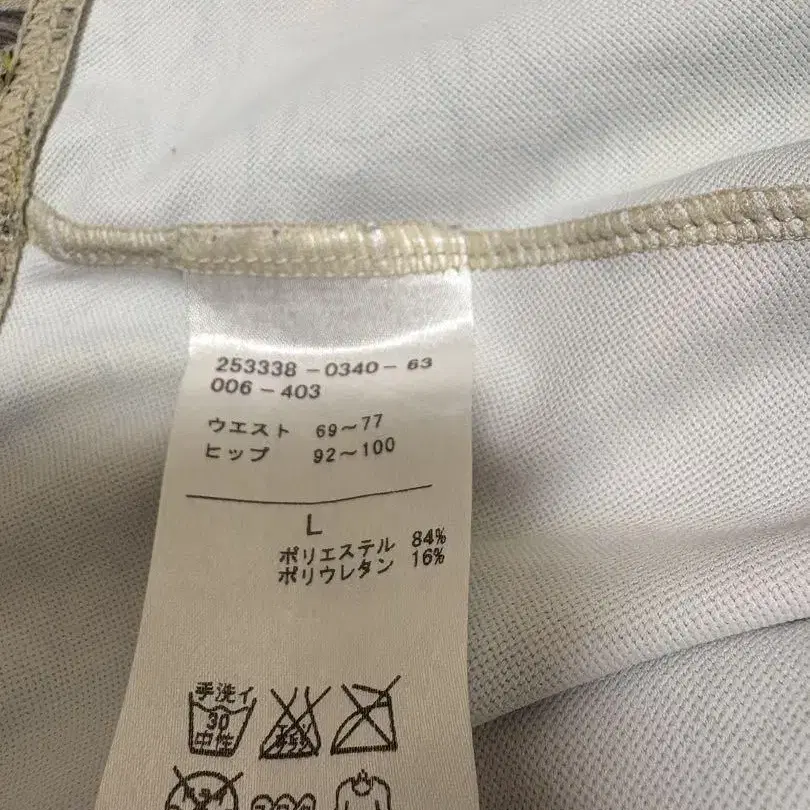 253338-0340-63
006-403
ウエスト 69~77
ヒップ 92~100
L
ポリエステル 84%
ポリウレタン 16%
手洗イ
30
中性